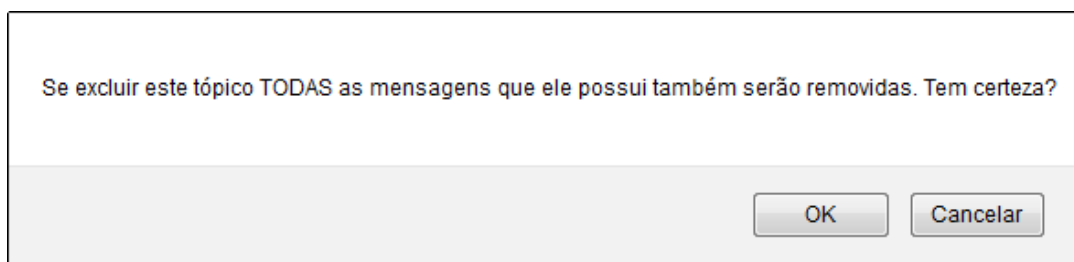 Se excluir este tópico TODAS as mensagens que ele possui também serão removidas. Tem certeza?
OK
Cancelar